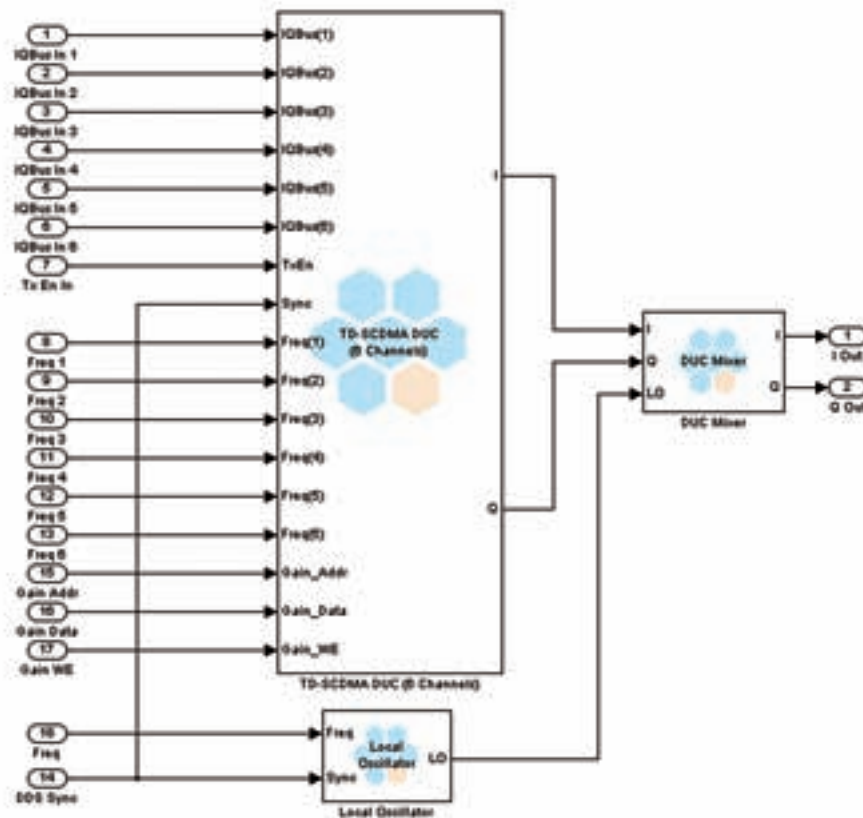 1
IQBus In 1
2
IQBus In 2
3
IQBus In 3
4
IQBus In 4
5
IQBus In 5
6
IQBus In 6
7
Tx En In
8
Freq 1
9
Freq 2
10
Freq 3
11
Freq 4
12
Freq 5
13
Freq 6
15
Gain Addr
16
Gain Data
17
Gain WE
Freq
14
DDS Sync
IQBus(1)
IQBus(2)
IQBus(3)
IQBus(4)
IQBus(5)
IQBus(6)
TxEn
Sync
Freq(1)
Freq(2)
Freq(3)
Freq(4)
Freq(5)
Freq(6)
Gain_Addr
Gain_Data
Gain_WE
TD-SCDMA DUC
(6 Channels)
I
Q
TD-SCDMA DUC (6 Channels)
Freq
Sync
Local
Oscillator
LO
Local Oscillator
I
Q
LO
DUC Mixer
I
Q
DUC Mixer
1
I Out
2
Q Out